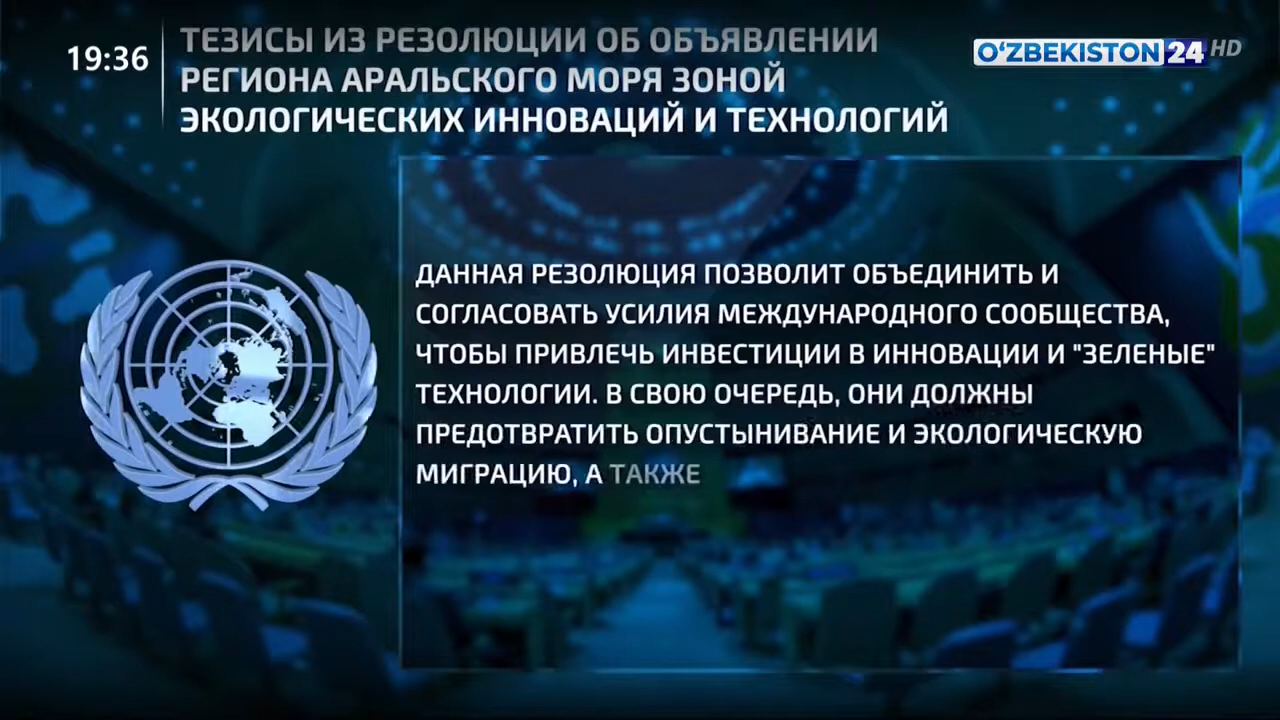 19:36
ТЕЗИСЫ ИЗ РЕЗОЛЮЦИИ ОБ ОБЪЯВЛЕНИИ
РЕГИОНА АРАЛЬСКОГО МОРЯ ЗОНОЙ
ЭКОЛОГИЧЕСКИХ ИННОВАЦИЙ И ТЕХНОЛОГИЙ
OʻZBEKISTON 24 HD
ДАННАЯ РЕЗОЛЮЦИЯ ПОЗВОЛИТ ОБЪЕДИНИТЬ И
СОГЛАСОВАТЬ УСИЛИЯ МЕЖДУНАРОДНОГО СООБЩЕСТВА,
ЧТОБЫ ПРИВЛЕЧЬ ИНВЕСТИЦИИ В ИННОВАЦИИ И "ЗЕЛЕНЫЕ"
ТЕХНОЛОГИИ. В СВОЮ ОЧЕРЕДЬ, ОНИ ДОЛЖНЫ
ПРЕДОТВРАТИТЬ ОПУСТЫНИВАНИЕ И ЭКОЛОГИЧЕСКУЮ
МИГРАЦИЮ, А ТАКЖЕ